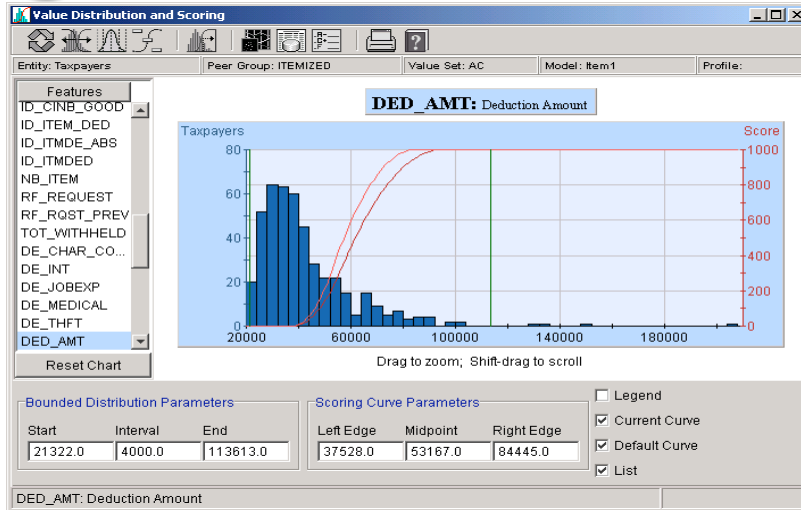 Value Distribution and Scoring
Entity: Taxpayers Peer Group: ITEMIZED Value Set: AC Model: Item1 Profile:
Features
ID_CINB_GOOD
ID_ITEM_DED
ID_ITMDE_ABS
ID_ITMDED
NB_ITEM
RF_REQUEST
RF_RQST_PREV
TOT_WITHHELD
DE_CHAR_CO...
DE_INT
DE_JOBEXP
DE_MEDICAL
DE_THFT
DED_AMT
Reset Chart
DED_AMT: Deduction Amount
Taxpayers Score
80 1000
800
60
600
40
400
20
200
0 0
20000 60000 100000 140000 180000
Drag to zoom; Shift-drag to scroll
Bounded Distribution Parameters
Start Interval End
21322.0 4000.0 113613.0
Scoring Curve Parameters
Left Edge Midpoint Right Edge
37528.0 53167.0 84445.0
Legend
Current Curve
Default Curve
List
DED_AMT: Deduction Amount